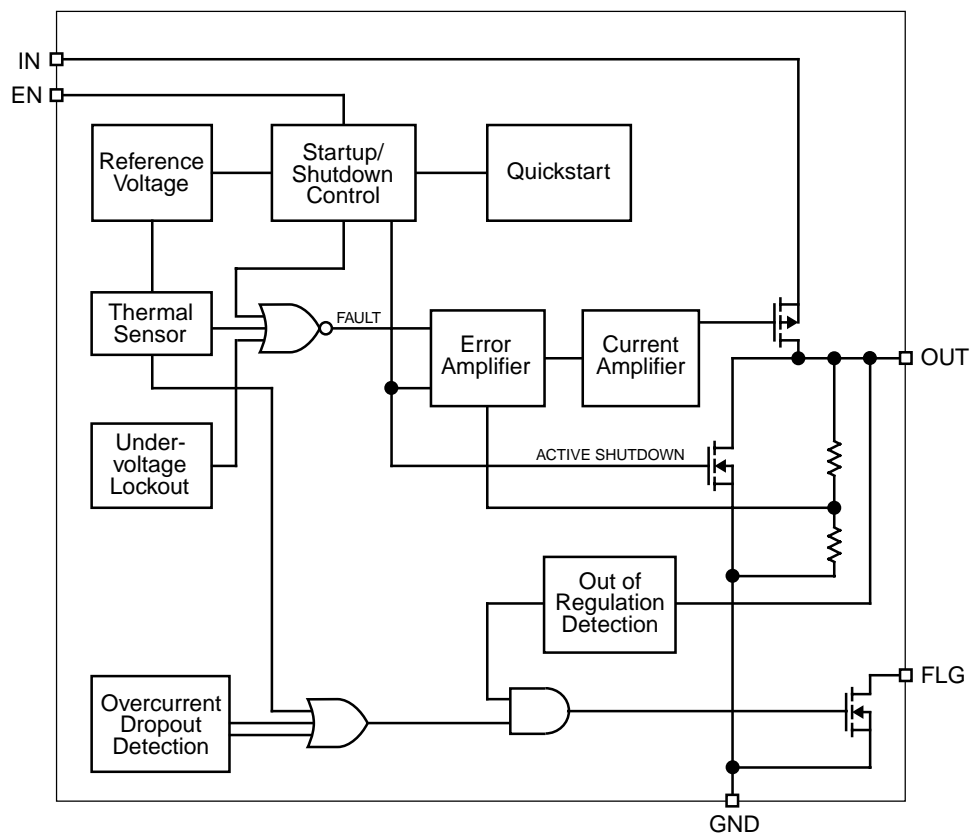 IN
EN
Reference
Voltage
Startup/
Shutdown
Control
Quickstart
Thermal
Sensor
FAULT
Error
Amplifier
Current
Amplifier
OUT
Under-
voltage
Lockout
ACTIVE SHUTDOWN
Out of
Regulation
Detection
Overcurrent
Dropout
Detection
FLG
GND